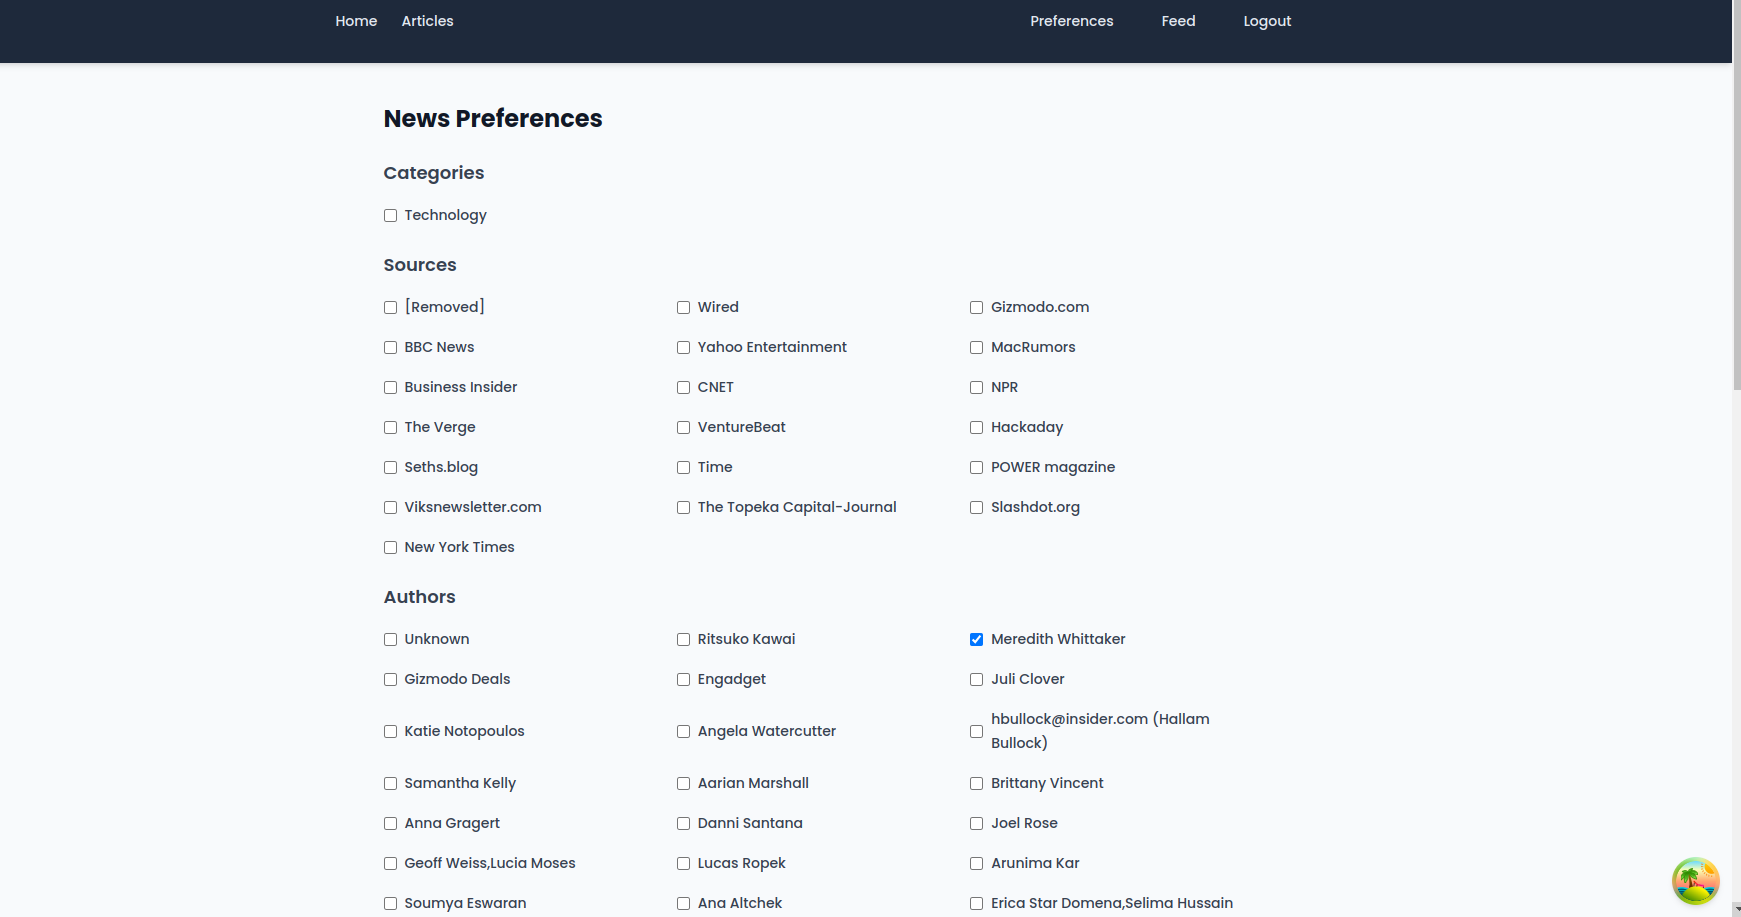 Home Articles Preferences Feed Logout
News Preferences
Categories
Technology
Sources
[Removed] Wired Gizmodo.com
BBC News Yahoo Entertainment MacRumors
Business Insider CNET NPR
The Verge VentureBeat Hackaday
Seths.blog Time POWER magazine
Viksnewsletter.com The Topeka Capital-Journal Slashdot.org
New York Times
Authors
Unknown Ritsuko Kawai Meredith Whittaker
Gizmodo Deals Engadget Juli Clover
Katie Notopoulos Angela Watercutter hbullock@insider.com (Hallam
Bullock)
Samantha Kelly Aarian Marshall Brittany Vincent
Anna Gragert Danni Santana Joel Rose
Geoff Weiss,Lucia Moses Lucas Ropek Arunima Kar
Soumya Eswaran Ana Altchek Erica Star Domena,Selima Hussain